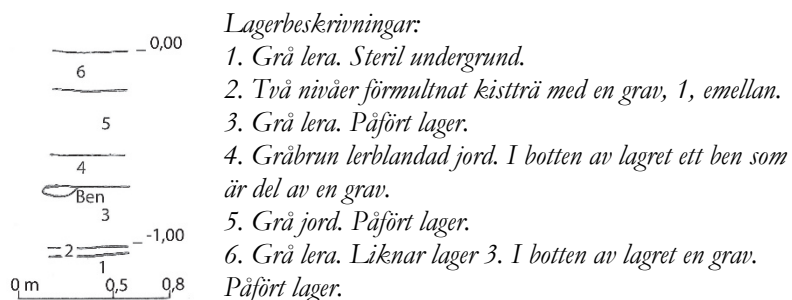 0,00
6
5
4
Ben
3
-1,00
2
1
0 m 0,5 0,8
Lagerbeskrivningar:
1. Grå lera. Steril undergrund.
2. Två nivåer förmultnat kistträ med en grav, 1, emellan.
3. Grå lera. Påfört lager.
4. Gråbrun lerblandad jord. I botten av lagret ett ben som
är del av en grav.
5. Grå jord. Påfört lager.
6. Grå lera. Liknar lager 3. I botten av lagret en grav.
Påfört lager.